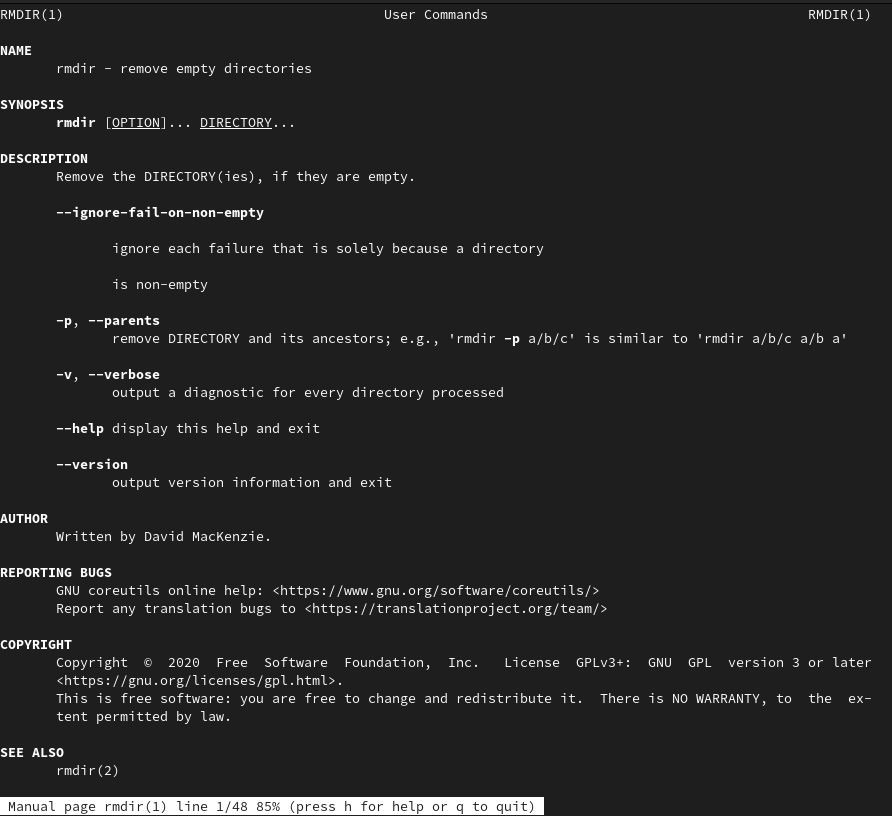 RMDIR(1) User Commands RMDIR(1)
NAME
rmdir - remove empty directories
SYNOPSIS
rmdir [OPTION]... DIRECTORY...
DESCRIPTION
Remove the DIRECTORY(ies), if they are empty.
--ignore-fail-on-non-empty
ignore each failure that is solely because a directory
is non-empty
-p, --parents
remove DIRECTORY and its ancestors; e.g., 'rmdir -p a/b/c' is similar to 'rmdir a/b/c a/b a'
-v, --verbose
output a diagnostic for every directory processed
--help display this help and exit
--version
output version information and exit
AUTHOR
Written by David MacKenzie.
REPORTING BUGS
GNU coreutils online help: <https://www.gnu.org/software/coreutils/>
Report any translation bugs to <https://translationproject.org/team/>
COPYRIGHT
Copyright © 2020 Free Software Foundation, Inc. License GPLv3+: GNU GPL version 3 or later
<https://gnu.org/licenses/gpl.html>.
This is free software: you are free to change and redistribute it. There is NO WARRANTY, to the ex-
tent permitted by law.
SEE ALSO
rmdir(2)
Manual page rmdir(1) line 1/48 85% (press h for help or q to quit)